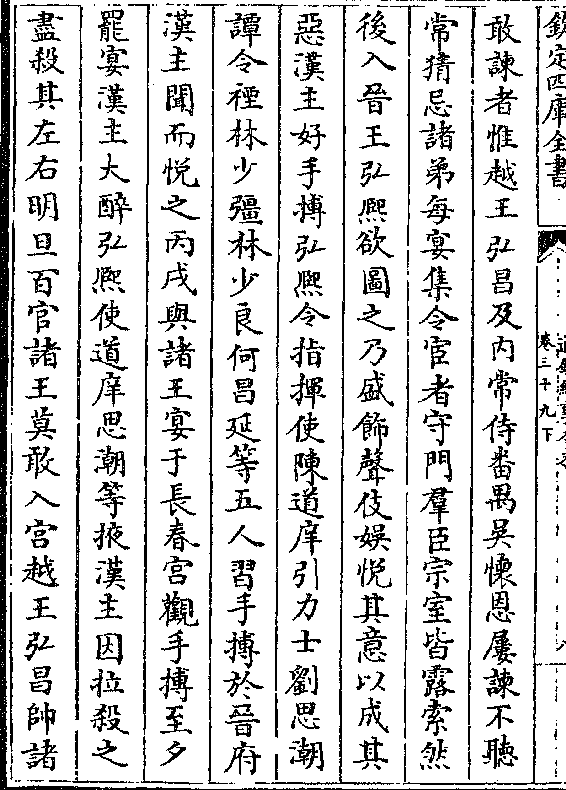 欽定四庫全書
卷三十九下
敢諫者惟越王弘昌及内常侍番禺吳懷恩屢諫不聽
常猜忌諸弟每宴集令宦者守門羣臣宗室皆露索然
後入晉王弘熈欲圖之乃盛飾聲伎娱悦其意以成其
惡漢主好手搏弘熈令指揮使陳道庠引力士劉思潮
譚令禋林少彊林少良何昌延等五人習手搏於晉府
漢主聞而悦之丙戌與諸王宴于長春宮觀手搏至夕
罷宴漢主大醉弘熈使道庠思潮等掖漢主因拉殺之
盡殺其左右明旦百官諸王莫敢入宮越王弘昌帥諸